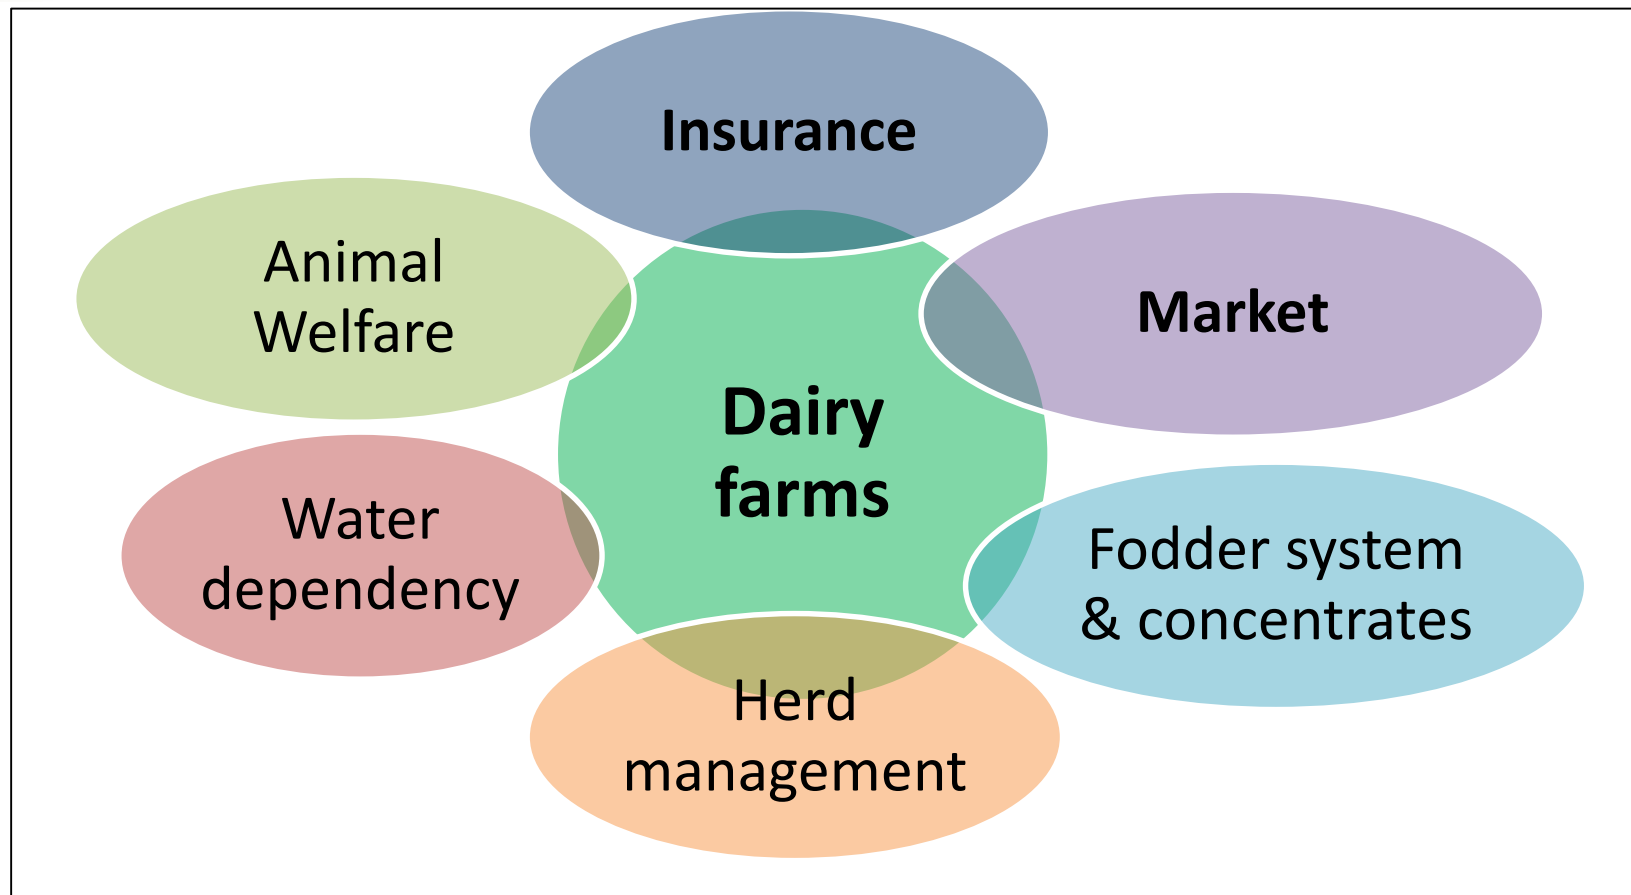 Insurance
Animal
Welfare
Market
Dairy
farms
Water
dependency
Fodder system
& concentrates
Herd
management